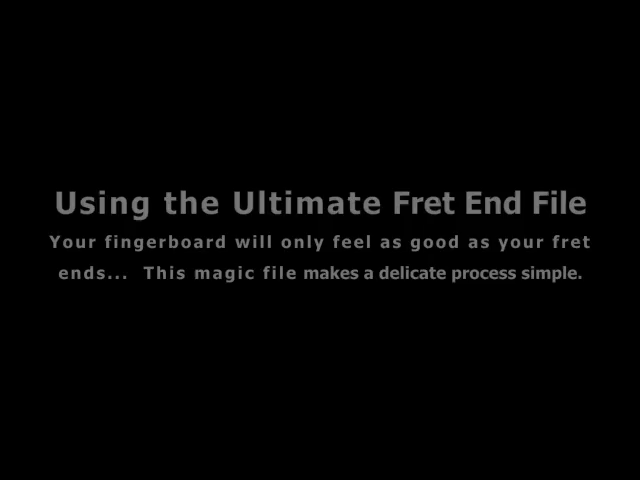 Using the Ultimate Fret End File
Your fingerboard will only feel as good as your fret
ends... This magic file makes a delicate process simple.